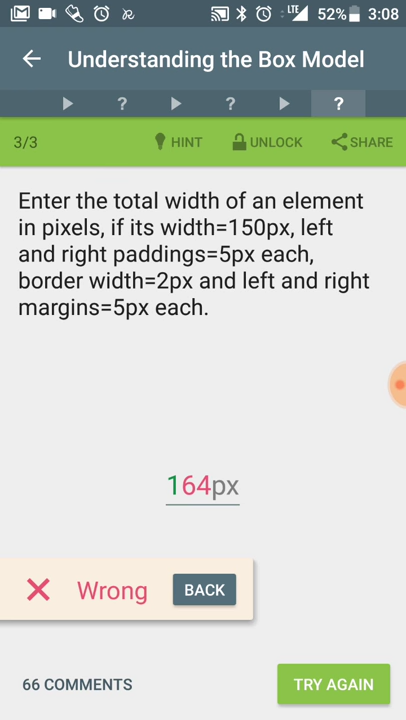 LTE 52% 3:08
Understanding the Box Model
? ? ?
3/3 HINT UNLOCK SHARE
Enter the total width of an element
in pixels, if its width=150px, left
and right paddings=5px each,
border width=2px and left and right
margins=5px each.
164px
Wrong BACK
66 COMMENTS TRY AGAIN